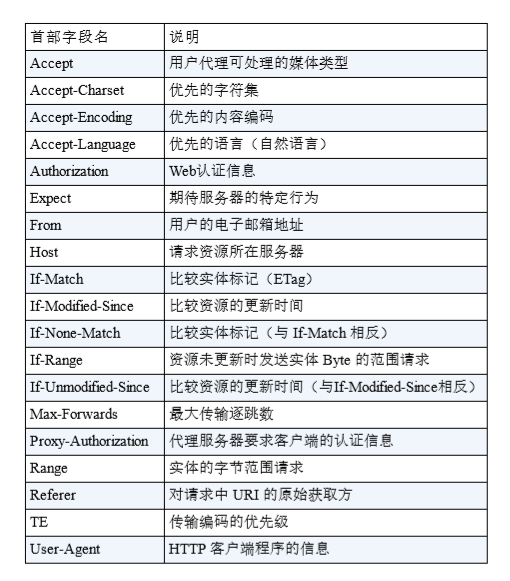 首部字段名 说明
Accept 用户代理可处理的媒体类型
Accept-Charset 优先的字符集
Accept-Encoding 优先的内容编码
Accept-Language 优先的语言（自然语言）
Authorization Web认证信息
Expect 期待服务器的特定行为
From 用户的电子邮箱地址
Host 请求资源所在服务器
If-Match 比较实体标记（ETag）
If-Modified-Since 比较资源的更新时间
If-None-Match 比较实体标记（与 If-Match 相反）
If-Range 资源未更新时发送实体 Byte 的范围请求
If-Unmodified-Since 比较资源的更新时间（与If-Modified-Since相反）
Max-Forwards 最大传输逐跳数
Proxy-Authorization 代理服务器要求客户端的认证信息
Range 实体的字节范围请求
Referer 对请求中 URI 的原始获取方
TE 传输编码的优先级
User-Agent HTTP 客户端程序的信息